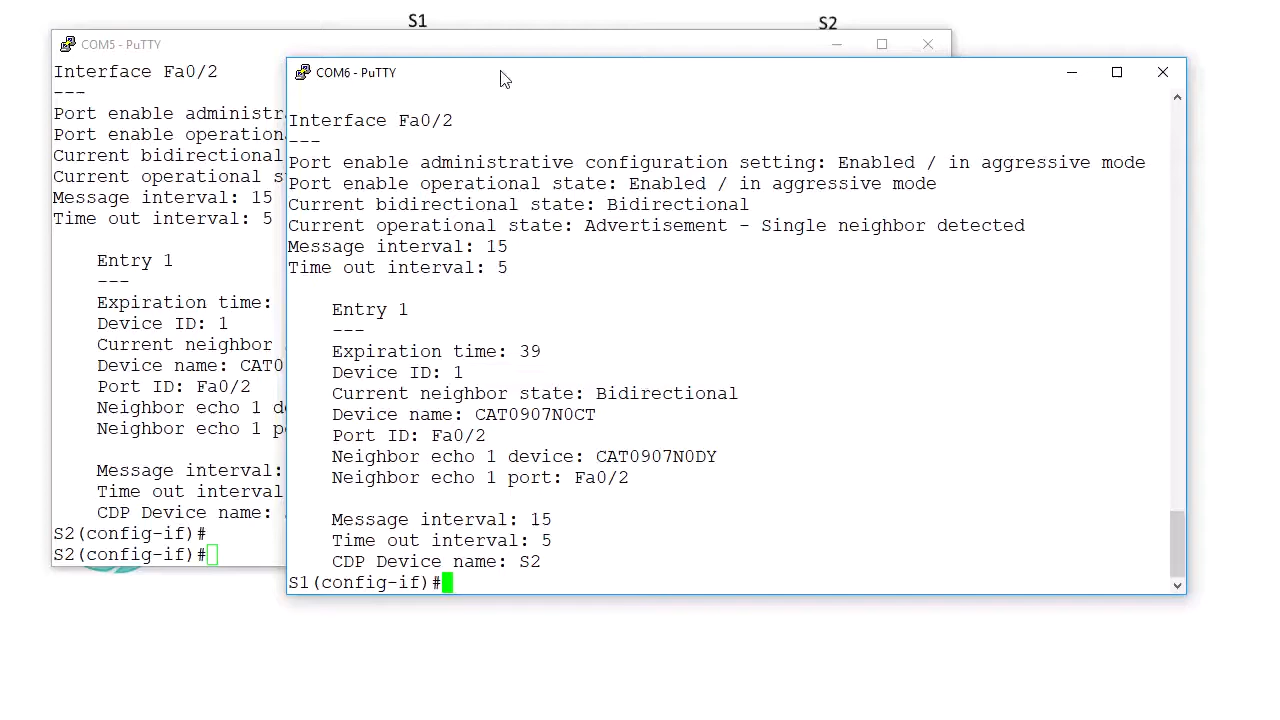 S1
S2
COM5 - PuTTY
Interface Fa0/2
---
Port enable administra
Port enable operation
Current bidirectional
Current operational s
Message interval: 15
Time out interval: 5
Entry 1
---
Expiration time:
Device ID: 1
Current neighbor
Device name: CAT0
Port ID: Fa0/2
Neighbor echo 1 d
Neighbor echo 1 p
Message interval:
Time out interval
CDP Device name:
S2(config-if)#
S2(config-if)#
COM6 - PuTTY
Interface Fa0/2
---
Port enable administrative configuration setting: Enabled / in aggressive mode
Port enable operational state: Enabled / in aggressive mode
Current bidirectional state: Bidirectional
Current operational state: Advertisement - Single neighbor detected
Message interval: 15
Time out interval: 5
Entry 1
---
Expiration time: 39
Device ID: 1
Current neighbor state: Bidirectional
Device name: CAT0907N0CT
Port ID: Fa0/2
Neighbor echo 1 device: CAT0907N0DY
Neighbor echo 1 port: Fa0/2
Message interval: 15
Time out interval: 5
CDP Device name: S2
S1(config-if)#